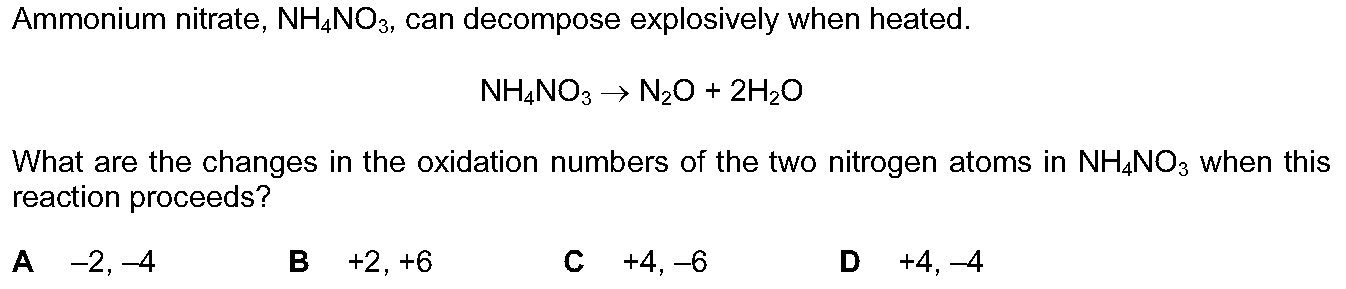 Ammonium nitrate, NH₄NO₃, can decompose explosively when heated.
NH₄NO₃ → N₂O + 2H₂O
What are the changes in the oxidation numbers of the two nitrogen atoms in NH₄NO₃ when this
reaction proceeds?
A –2, –4 B +2, +6 C +4, –6 D +4, –4